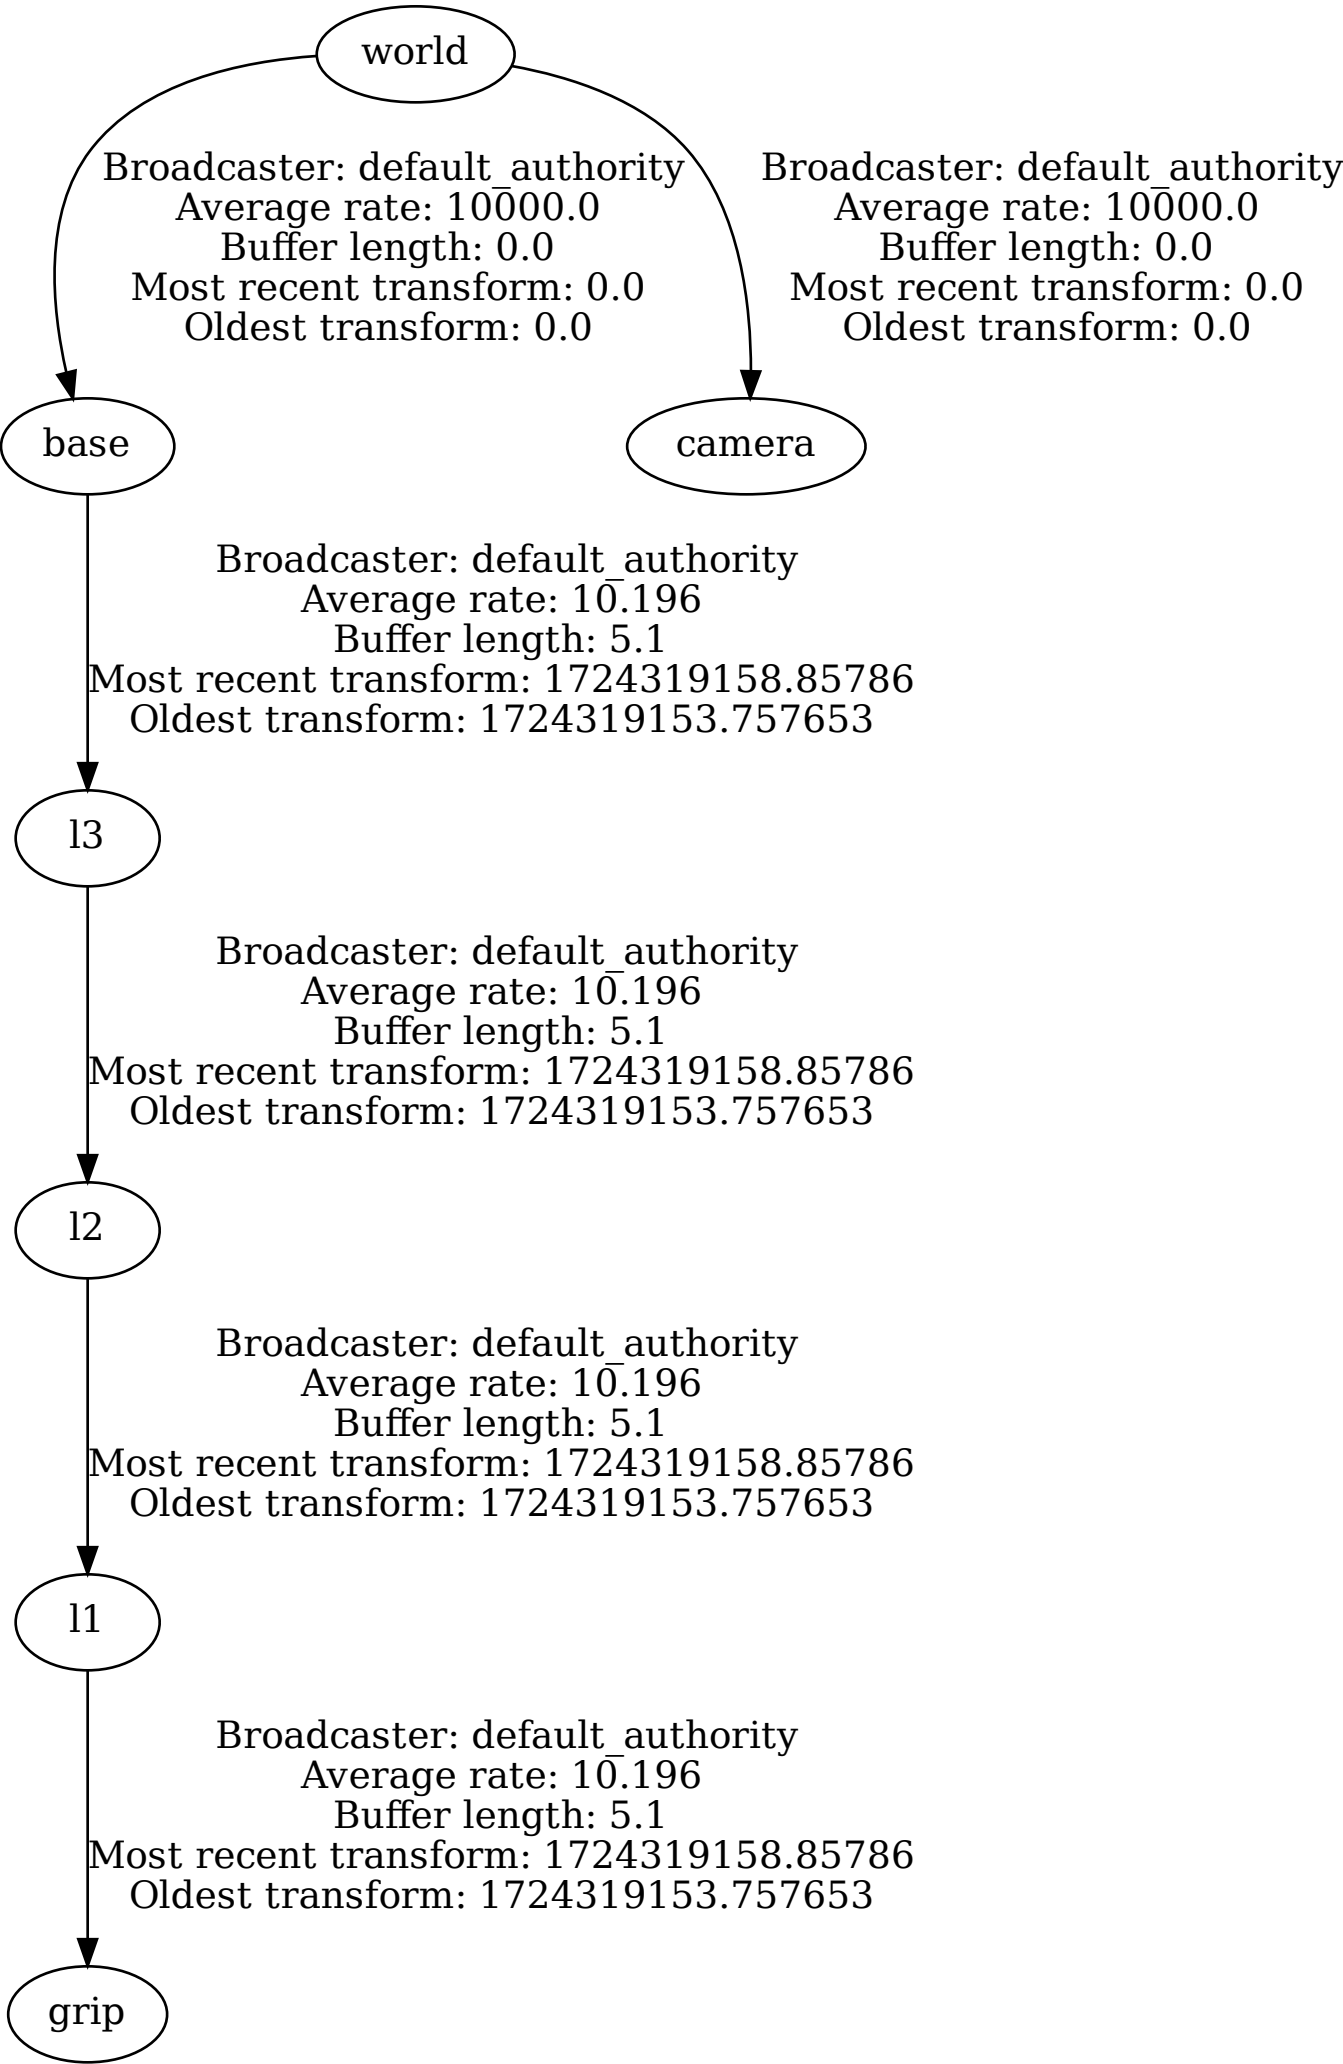 world
Broadcaster: default_authority
Average rate: 10000.0
Buffer length: 0.0
Most recent transform: 0.0
Oldest transform: 0.0
Broadcaster: default_authority
Average rate: 10000.0
Buffer length: 0.0
Most recent transform: 0.0
Oldest transform: 0.0
base
camera
Broadcaster: default_authority
Average rate: 10.196
Buffer length: 5.1
Most recent transform: 1724319158.85786
Oldest transform: 1724319153.757653
l3
Broadcaster: default_authority
Average rate: 10.196
Buffer length: 5.1
Most recent transform: 1724319158.85786
Oldest transform: 1724319153.757653
l2
Broadcaster: default_authority
Average rate: 10.196
Buffer length: 5.1
Most recent transform: 1724319158.85786
Oldest transform: 1724319153.757653
l1
Broadcaster: default_authority
Average rate: 10.196
Buffer length: 5.1
Most recent transform: 1724319158.85786
Oldest transform: 1724319153.757653
grip